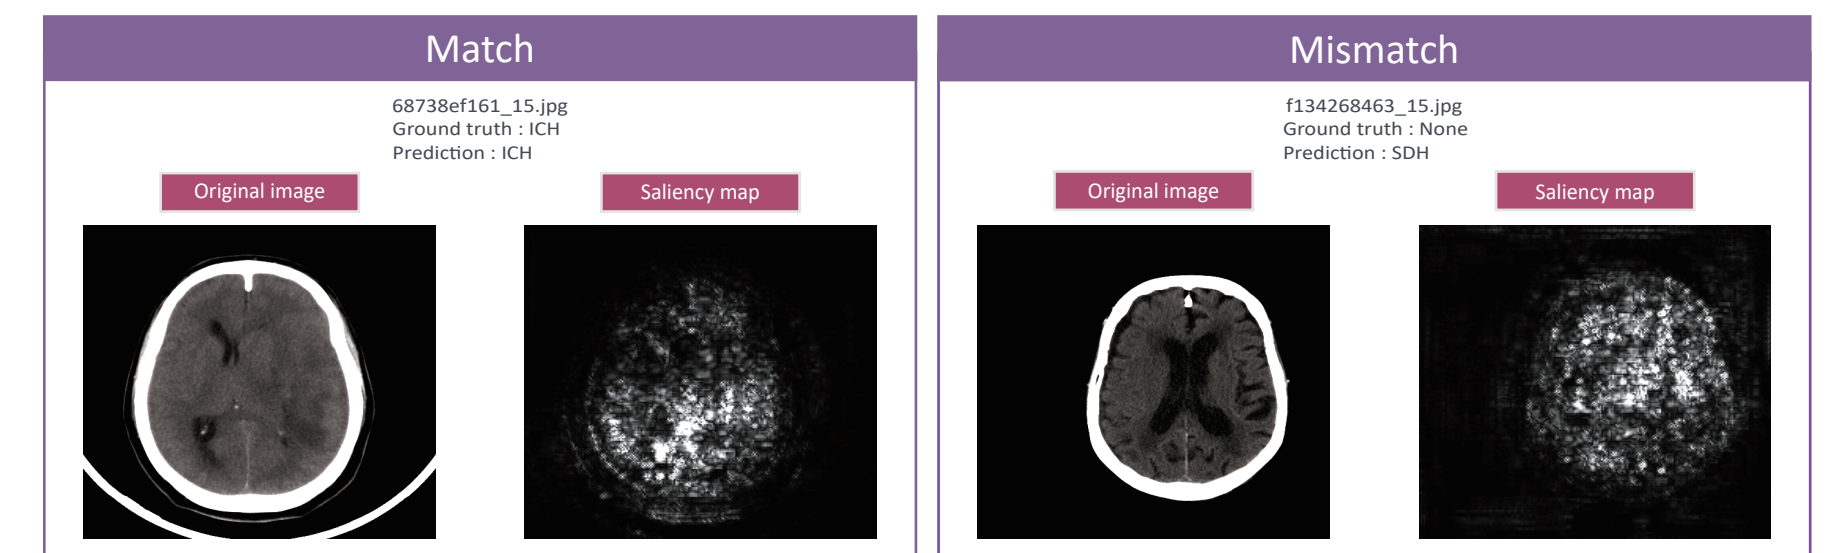 Match
68738ef161_15.jpg
Ground truth : ICH
Prediction : ICH
Original image
Saliency map
Mismatch
f134268463_15.jpg
Ground truth : None
Prediction : SDH
Original image
Saliency map